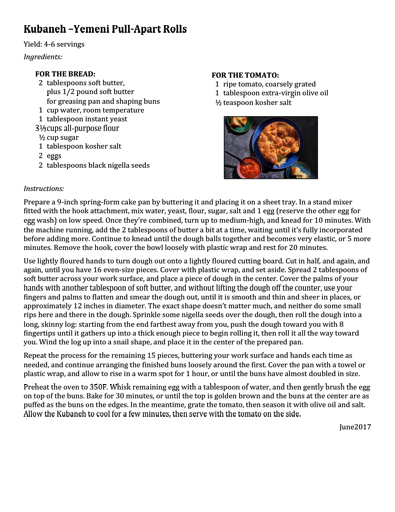 Kubaneh –Yemeni Pull-Apart Rolls
Yield: 4-6 servings
Ingredients:
FOR THE BREAD:
2 tablespoons soft butter,
plus 1/2 pound soft butter
for greasing pan and shaping buns
1 cup water, room temperature
1 tablespoon instant yeast
3⅔cups all-purpose flour
½ cup sugar
1 tablespoon kosher salt
2 eggs
2 tablespoons black nigella seeds
FOR THE TOMATO:
1 ripe tomato, coarsely grated
1 tablespoon extra-virgin olive oil
½ teaspoon kosher salt
Instructions:
Prepare a 9-inch spring-form cake pan by buttering it and placing it on a sheet tray. In a stand mixer
fitted with the hook attachment, mix water, yeast, flour, sugar, salt and 1 egg (reserve the other egg for
egg wash) on low speed. Once they're combined, turn up to medium-high, and knead for 10 minutes. With
the machine running, add the 2 tablespoons of butter a bit at a time, waiting until it's fully incorporated
before adding more. Continue to knead until the dough balls together and becomes very elastic, or 5 more
minutes. Remove the hook, cover the bowl loosely with plastic wrap and rest for 20 minutes.
Use lightly floured hands to turn dough out onto a lightly floured cutting board. Cut in half, and again, and
again, until you have 16 even-size pieces. Cover with plastic wrap, and set aside. Spread 2 tablespoons of
soft butter across your work surface, and place a piece of dough in the center. Cover the palms of your
hands with another tablespoon of soft butter, and without lifting the dough off the counter, use your
fingers and palms to flatten and smear the dough out, until it is smooth and thin and sheer in places, or
approximately 12 inches in diameter. The exact shape doesn't matter much, and neither do some small
rips here and there in the dough. Sprinkle some nigella seeds over the dough, then roll the dough into a
long, skinny log: starting from the end farthest away from you, push the dough toward you with 8
fingertips until it gathers up into a thick enough piece to begin rolling it, then roll it all the way toward
you. Wind the log up into a snail shape, and place it in the center of the prepared pan.
Repeat the process for the remaining 15 pieces, buttering your work surface and hands each time as
needed, and continue arranging the finished buns loosely around the first. Cover the pan with a towel or
plastic wrap, and allow to rise in a warm spot for 1 hour, or until the buns have almost doubled in size.
Preheat the oven to 350F. Whisk remaining egg with a tablespoon of water, and then gently brush the egg
on top of the buns. Bake for 30 minutes, or until the top is golden brown and the buns at the center are as
puffed as the buns on the edges. In the meantime, grate the tomato, then season it with olive oil and salt.
Allow the Kubaneh to cool for a few minutes, then serve with the tomato on the side.
June2017